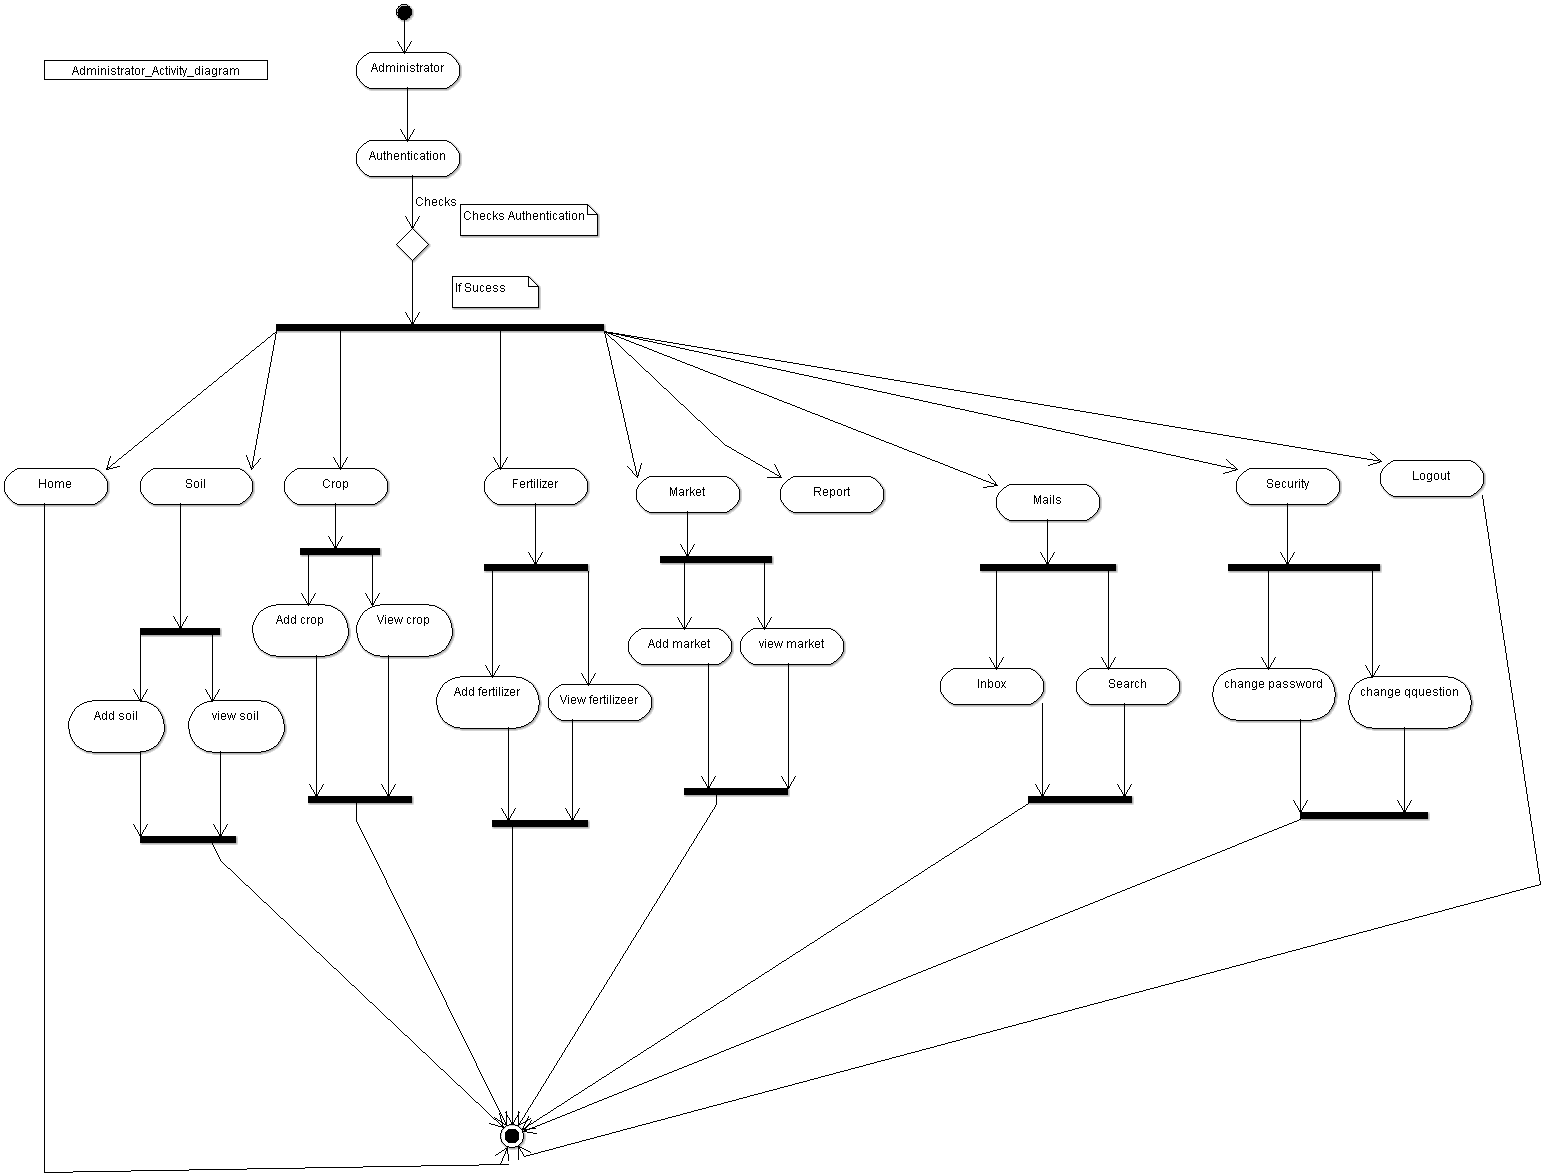 Administrator_Activity_diagram
Administrator
Authentication
Checks
Checks Authentication
If Sucess
Home
Soil
Crop
Fertilizer
Market
Report
Mails
Security
Logout
Add crop
View crop
Add market
view market
Add soil
view soil
Add fertilizer
View fertilizeer
Inbox
Search
change password
change qquestion